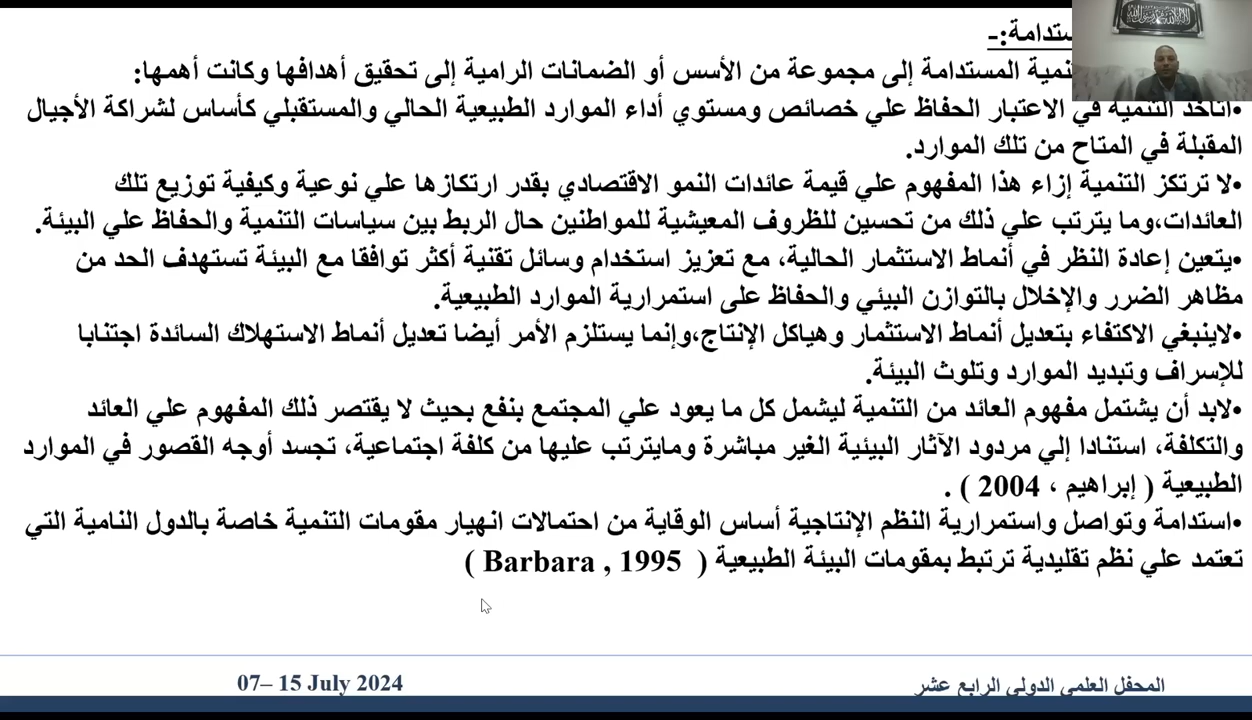 ستدامة:-
نمية المستدامة إلى مجموعة من الأسس أو الضمانات الرامية إلى تحقيق أهدافها وكانت أهمها:
•اتأخذ التنمية في الاعتبار الحفاظ علي خصائص ومستوي أداء الموارد الطبيعية الحالي والمستقبلي كأساس لشراكة الأجيال
المقبلة في المتاح من تلك الموارد.
•لا ترتكز التنمية إزاء هذا المفهوم علي قيمة عائدات النمو الاقتصادي بقدر ارتكازها علي نوعية وكيفية توزيع تلك
العائدات،وما يترتب علي ذلك من تحسين للظروف المعيشية للمواطنين حال الربط بين سياسات التنمية والحفاظ علي البيئة.
•يتعين إعادة النظر في أنماط الاستثمار الحالية، مع تعزيز استخدام وسائل تقنية أكثر توافقا مع البيئة تستهدف الحد من
مظاهر الضرر والإخلال بالتوازن البيئي والحفاظ على استمرارية الموارد الطبيعية.
•لاينبغي الاكتفاء بتعديل أنماط الاستثمار وهياكل الإنتاج،وإنما يستلزم الأمر أيضا تعديل أنماط الاستهلاك السائدة اجتنابا
للإسراف وتبديد الموارد وتلوث البيئة.
•لابد أن يشتمل مفهوم العائد من التنمية ليشمل كل ما يعود علي المجتمع بنفع بحيث لا يقتصر ذلك المفهوم علي العائد
والتكلفة، استنادا إلي مردود الآثار البيئية الغير مباشرة ومايترتب عليها من كلفة اجتماعية، تجسد أوجه القصور في الموارد
الطبيعية ( إبراهيم ، 2004 ) .
•استدامة وتواصل واستمرارية النظم الإنتاجية أساس الوقاية من احتمالات انهيار مقومات التنمية خاصة بالدول النامية التي
تعتمد علي نظم تقليدية ترتبط بمقومات البيئة الطبيعية ( Barbara , 1995 )
المحفل العلمي الدولي الرابع عشر
07– 15 July 2024